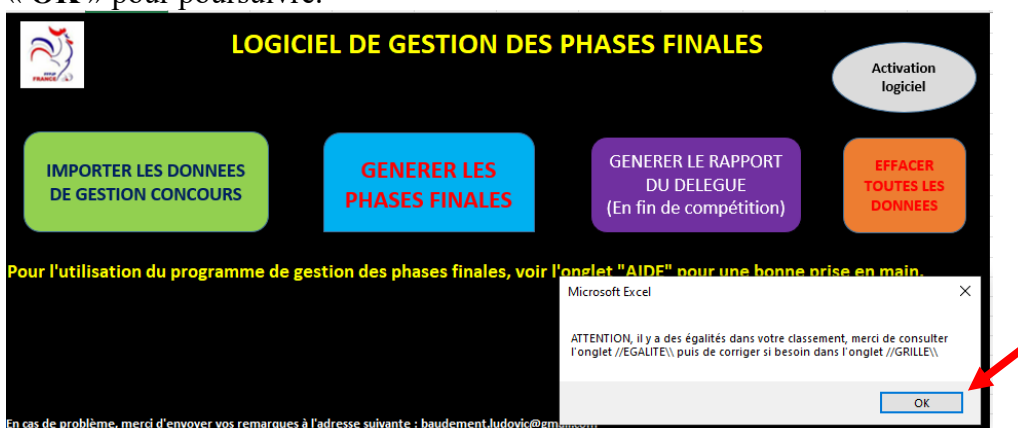 « OK » pour poursuivre.
LOGICIEL DE GESTION DES PHASES FINALES
FRANCE
Activation
logiciel
IMPORTER LES DONNEES
DE GESTION CONCOURS
GENERER LES
PHASES FINALES
GENERER LE RAPPORT
DU DELEGUE
(En fin de compétition)
EFFACER
TOUTES LES
DONNEES
Pour l'utilisation du programme de gestion des phases finales, voir l'onglet "AIDE" pour une bonne prise en main.
Microsoft Excel
ATTENTION, il y a des égalités dans votre classement, merci de consulter
l'onglet //EGALITE\\ puis de corriger si besoin dans l'onglet //GRILLE\\
OK
En cas de problème, merci d'envoyer vos remarques à l'adresse suivante : baudement.ludovic@gmail.com